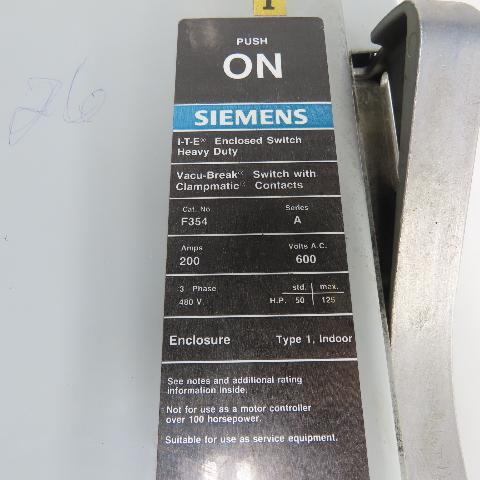 1
26
PUSH
ON
SIEMENS
I-T-E® Enclosed Switch
Heavy Duty
Vacu-Break® Switch with
Clampmatic® Contacts
Cat. No. Series
F354 A
Amps Volts A.C.
200 600
3 Phase std. max.
480 V. H.P. 50 125
Enclosure Type 1, Indoor
See notes and additional rating
information inside.
Not for use as a motor controller
over 100 horsepower.
Suitable for use as service equipment.